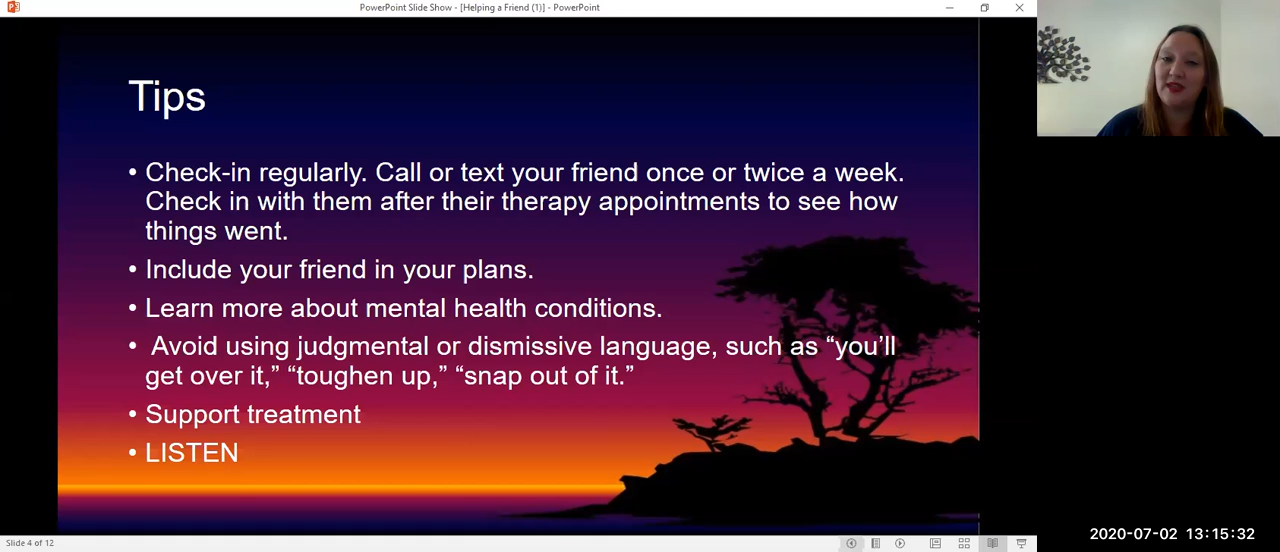 PowerPoint Slide Show - [Helping a Friend (1)] - PowerPoint
Tips
• Check-in regularly. Call or text your friend once or twice a week.
Check in with them after their therapy appointments to see how
things went.
• Include your friend in your plans.
• Learn more about mental health conditions.
• Avoid using judgmental or dismissive language, such as “you’ll
get over it,” “toughen up,” “snap out of it.”
• Support treatment
• LISTEN
2020-07-02 13:15:32
Slide 4 of 12